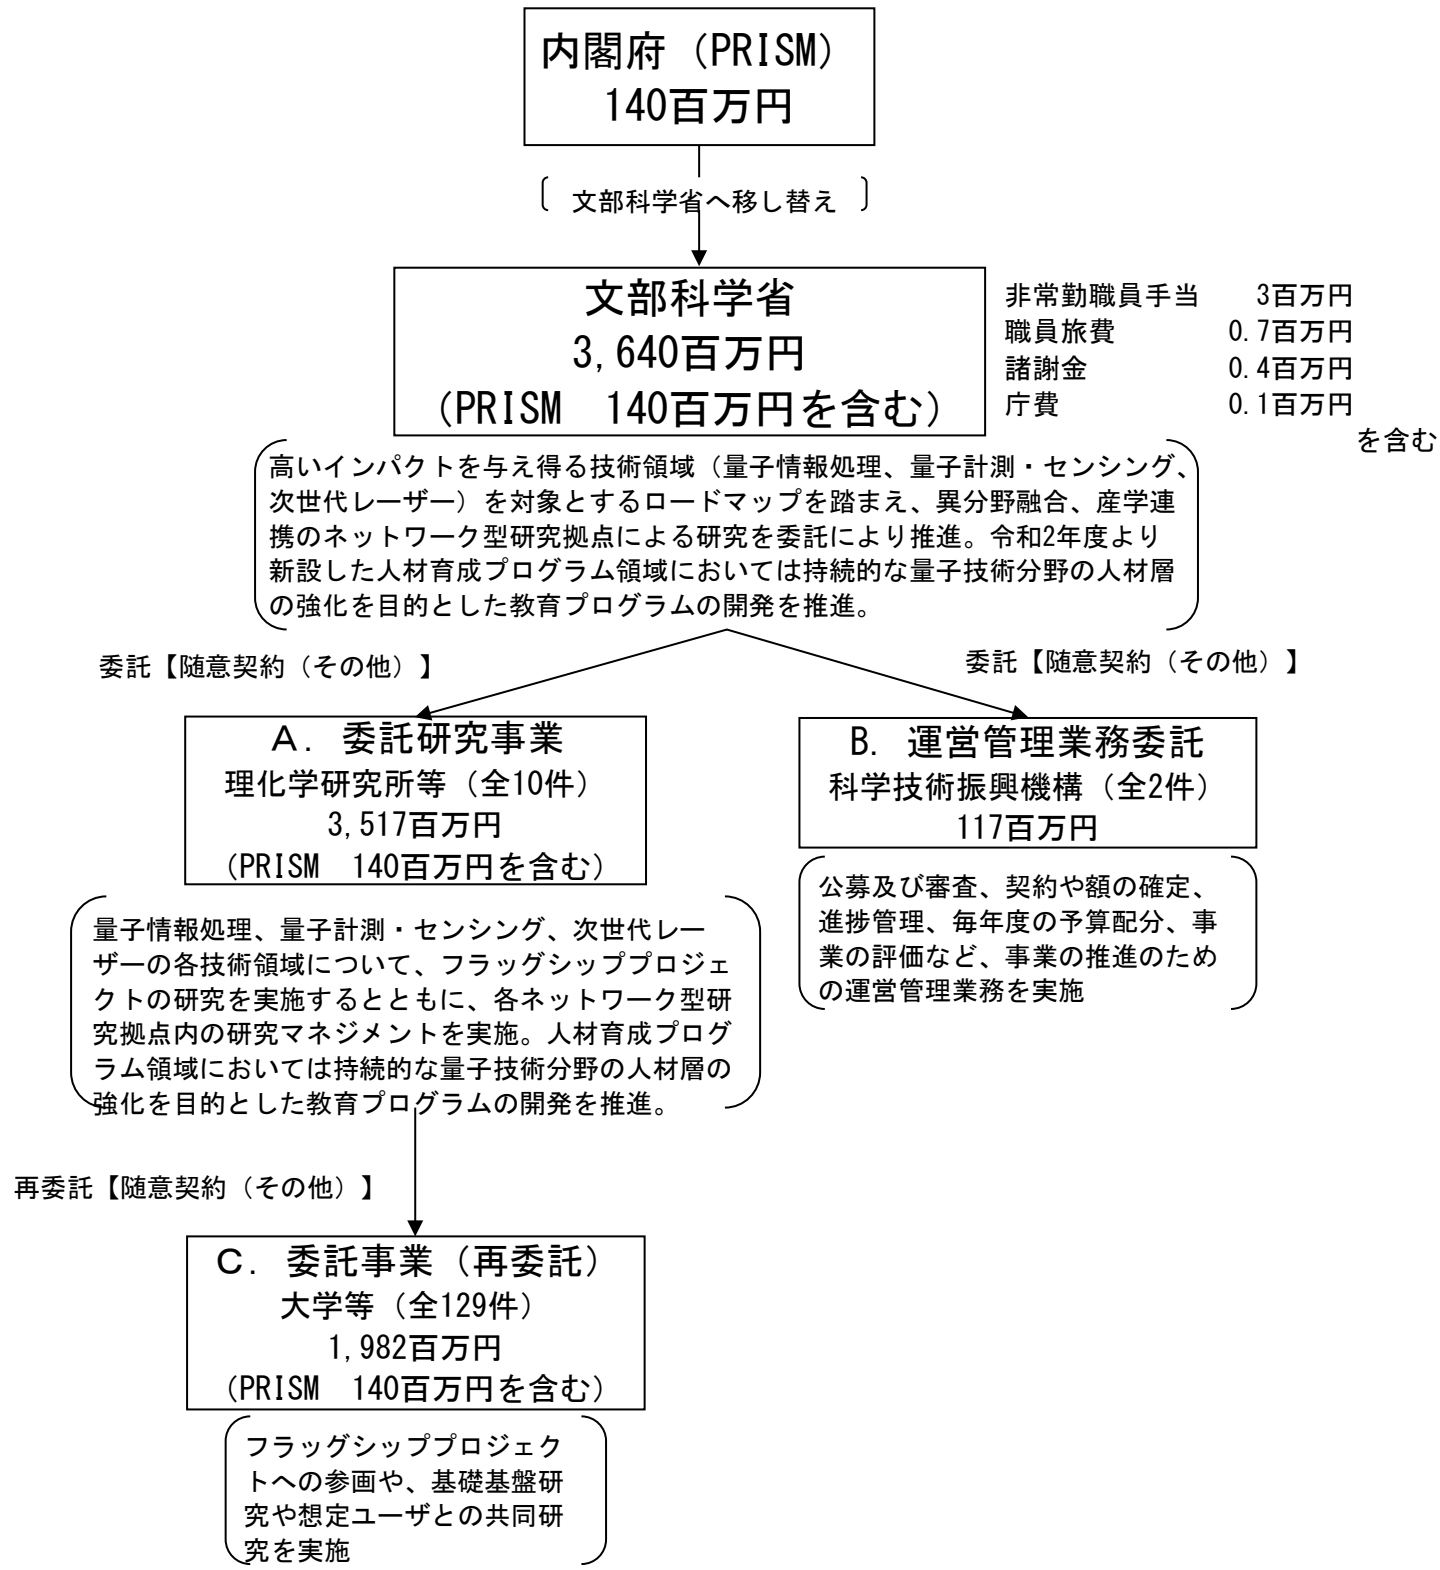 内閣府（PRISM）
140百万円
文部科学省へ移し替え
文部科学省
3,640百万円
（PRISM　140百万円を含む）
非常勤職員手当　3百万円
職員旅費　0.7百万円
諸謝金　0.4百万円
庁費　0.1百万円
を含む
高いインパクトを与え得る技術領域（量子情報処理、量子計測・センシング、
次世代レーザー）を対象とするロードマップを踏まえ、異分野融合、産学連
携のネットワーク型研究拠点による研究を委託により推進。令和2年度より
新設した人材育成プログラム領域においては持続的な量子技術分野の人材層
の強化を目的とした教育プログラムの開発を推進。
委託【随意契約（その他）】
委託【随意契約（その他）】
Ａ．委託研究事業
理化学研究所等（全10件）
3,517百万円
（PRISM　140百万円を含む）
B. 運営管理業務委託
科学技術振興機構（全2件）
117百万円
量子情報処理、量子計測・センシング、次世代レー
ザーの各技術領域について、フラッグシッププロジェ
クトの研究を実施するとともに、各ネットワーク型研
究拠点内の研究マネジメントを実施。人材育成プログ
ラム領域においては持続的な量子技術分野の人材層の
強化を目的とした教育プログラムの開発を推進。
公募及び審査、契約や額の確定、
進捗管理、毎年度の予算配分、事
業の評価など、事業の推進のため
の運営管理業務を実施
再委託【随意契約（その他）】
Ｃ．委託事業（再委託）
大学等（全129件）
1,982百万円
（PRISM　140百万円を含む）
フラッグシッププロジェク
トへの参画や、基礎基盤研
究や想定ユーザとの共同研
究を実施